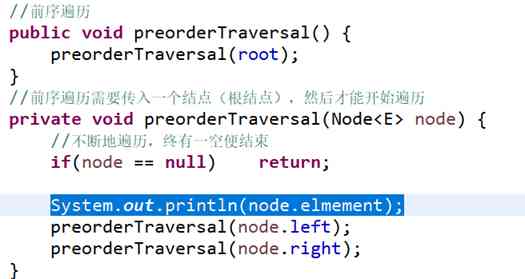 //前序遍历
public void preorderTraversal() {
preorderTraversal(root);
}
//前序遍历需要传入一个结点（根结点），然后才能开始遍历
private void preorderTraversal(Node<E> node) {
//不断地遍历，终有一空便结束
if(node == null) return;
System.out.println(node.elmement);
preorderTraversal(node.left);
preorderTraversal(node.right);
}